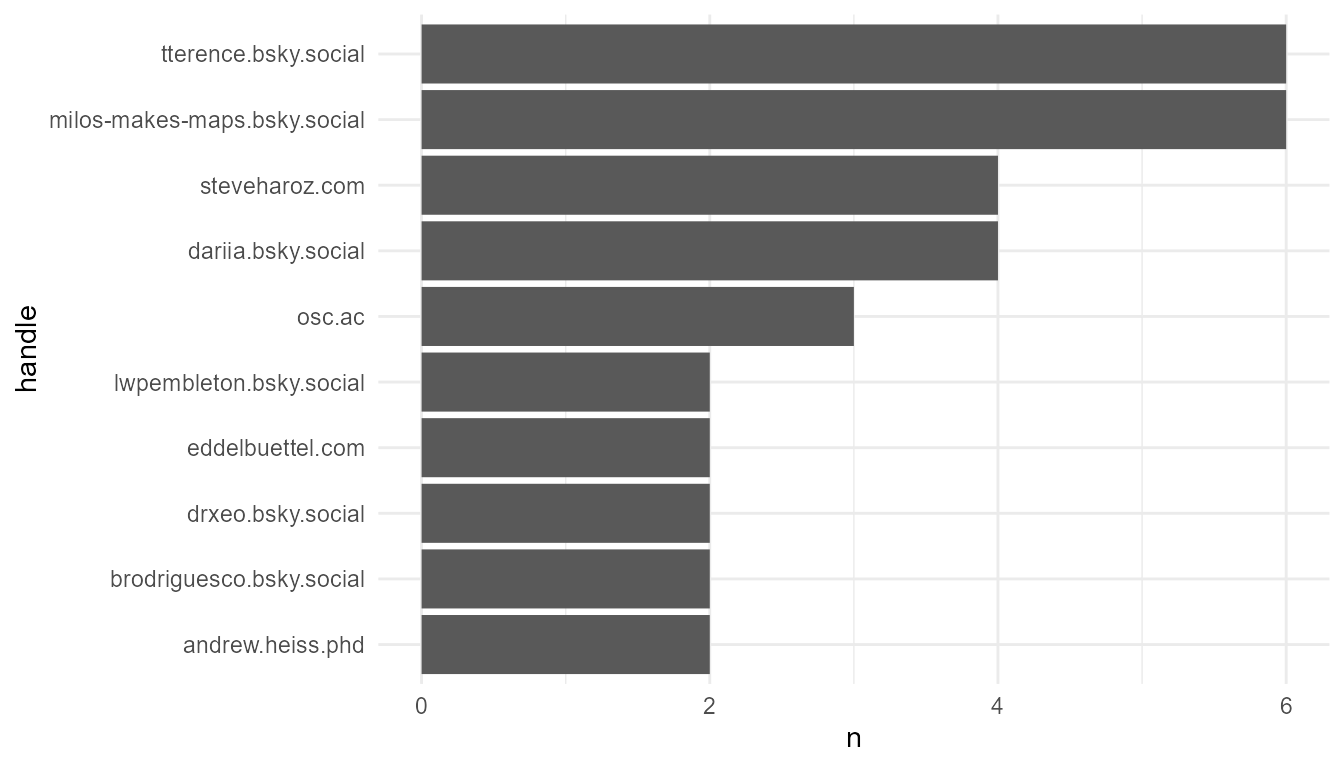 handle
tterence.bsky.social
milos-makes-maps.bsky.social
steveharoz.com
dariia.bsky.social
osc.ac
lwpembleton.bsky.social
eddelbuettel.com
drxeo.bsky.social
brodriguesco.bsky.social
andrew.heiss.phd
0 2 4 6
n